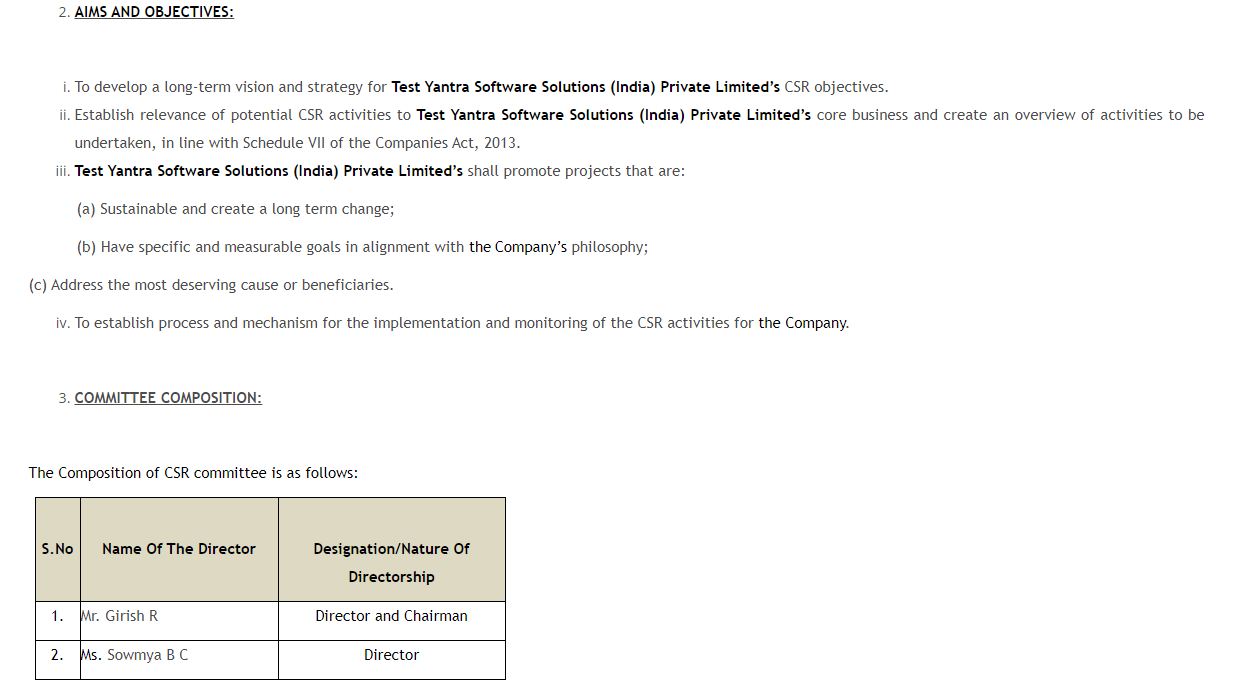 2. AIMS AND OBJECTIVES:
i. To develop a long-term vision and strategy for Test Yantra Software Solutions (India) Private Limited’s CSR objectives.
ii. Establish relevance of potential CSR activities to Test Yantra Software Solutions (India) Private Limited’s core business and create an overview of activities to be
undertaken, in line with Schedule VII of the Companies Act, 2013.
iii. Test Yantra Software Solutions (India) Private Limited’s shall promote projects that are:
(a) Sustainable and create a long term change;
(b) Have specific and measurable goals in alignment with the Company’s philosophy;
(c) Address the most deserving cause or beneficiaries.
iv. To establish process and mechanism for the implementation and monitoring of the CSR activities for the Company.
3. COMMITTEE COMPOSITION:
The Composition of CSR committee is as follows:
S.No Name Of The Director Designation/Nature Of
Directorship
1. Mr. Girish R Director and Chairman
2. Ms. Sowmya B C Director